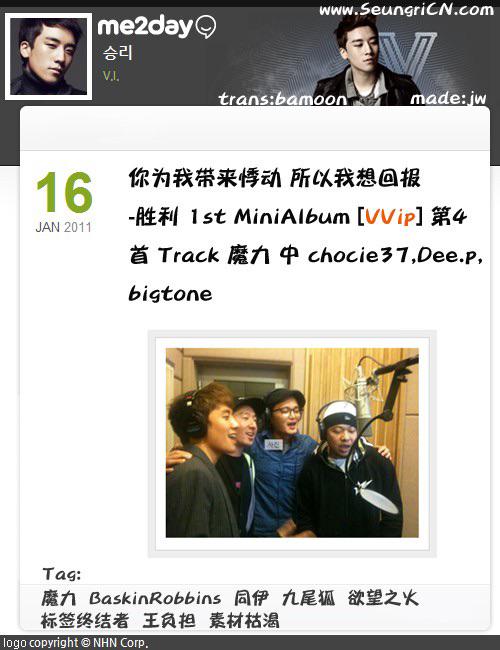 www.SeungriCN.com
me2day
승리
V.I.
V
trans:bamoon made:jw
16
JAN 2011
你为我带来悸动 所以我想回报
-胜利 1st MiniAlbum [VVip] 第4
首 Track 魔力 中 chocie37,Dee.p,
bigtone
사진
Tag:
魔力 BaskinRobbins 同伊 九尾狐 欲望之火
标签终结者 王负担 素材枯渴
logo copyright © NHN Corp.